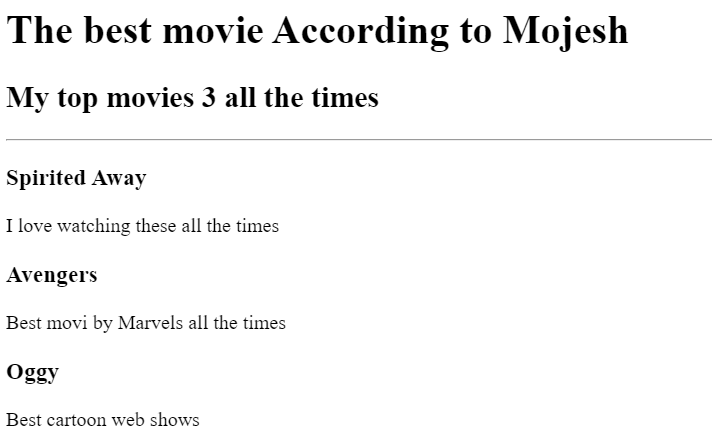 The best movie According to Mojesh
My top movies 3 all the times
Spirited Away
I love watching these all the times
Avengers
Best movi by Marvels all the times
Oggy
Best cartoon web shows